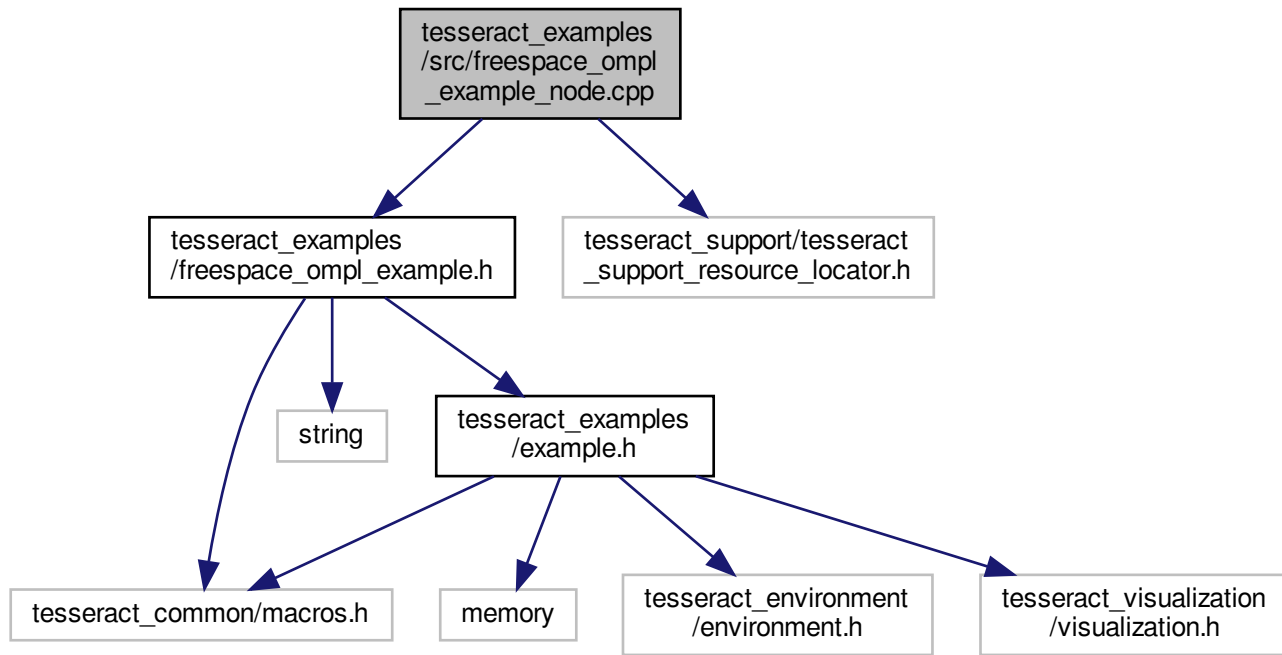 tesseract_examples
/src/freespace_ompl
_example_node.cpp
tesseract_examples
/freespace_ompl_example.h
tesseract_support/tesseract
_support_resource_locator.h
string
tesseract_examples
/example.h
tesseract_common/macros.h
memory
tesseract_environment
/environment.h
tesseract_visualization
/visualization.h